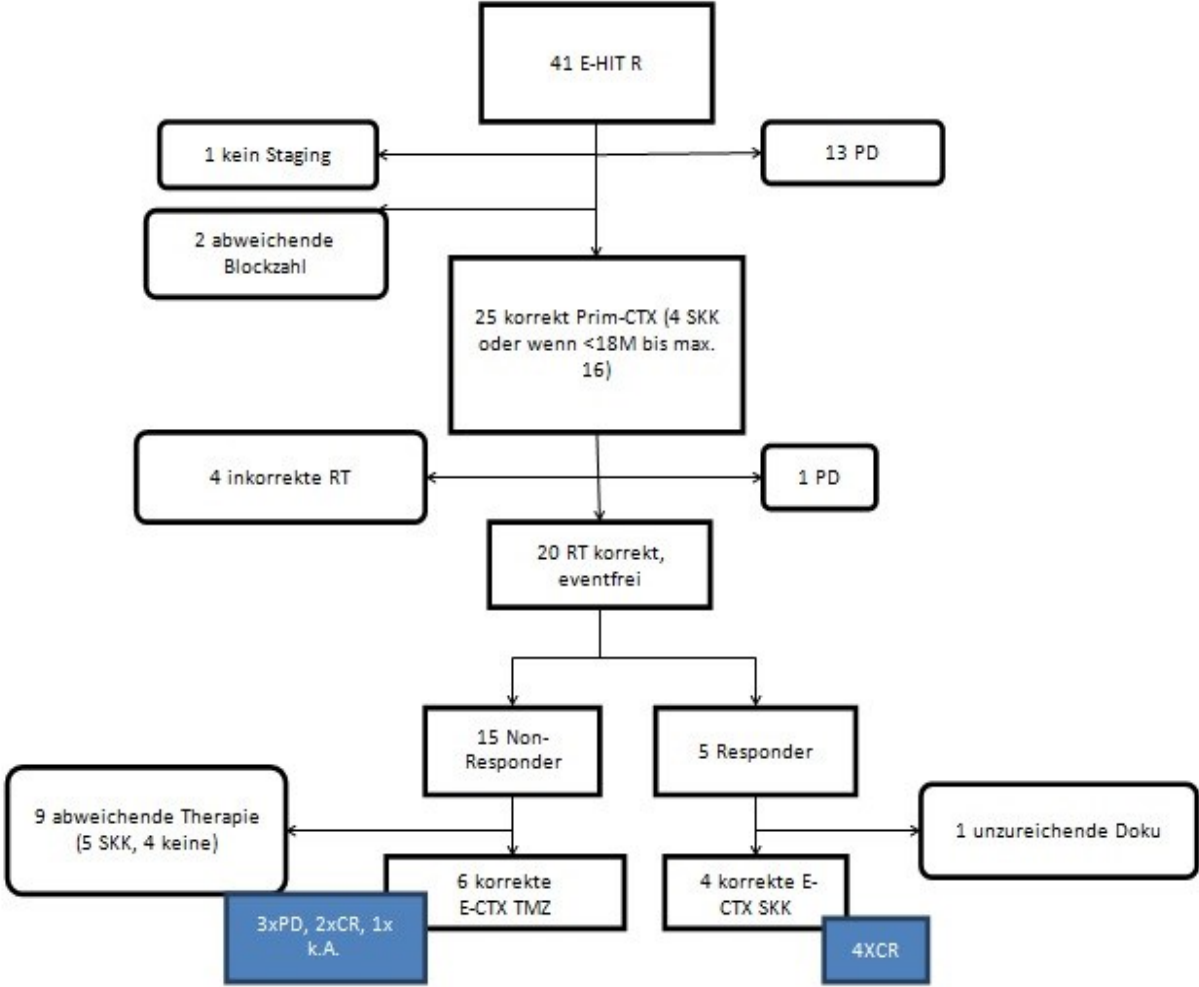 41 E-HIT R
1 kein Staging
13 PD
2 abweichende
Blockzahl
25 korrekt Prim-CTX (4 SKK
oder wenn <18M bis max.
16)
4 inkorrekte RT
1 PD
20 RT korrekt,
eventfrei
15 Non-
Responder
5 Responder
9 abweichende Therapie
(5 SKK, 4 keine)
1 unzureichende Doku
6 korrekte
E-CTX TMZ
4 korrekte E-
CTX SKK
3xPD, 2xCR, 1x
k.A.
4XCR